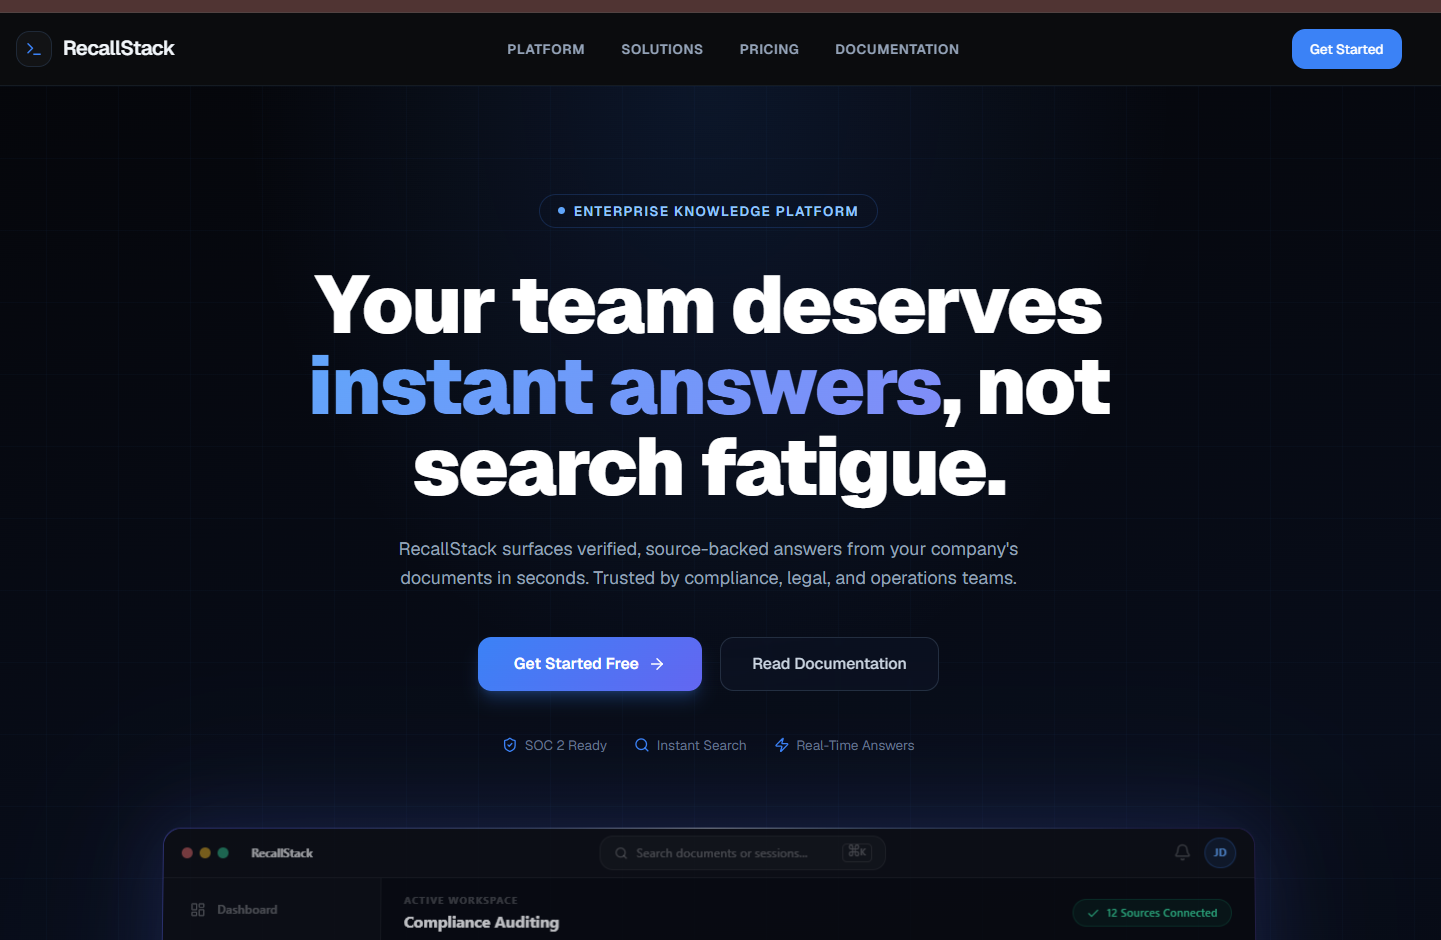 RecallStack
PLATFORM
SOLUTIONS
PRICING
DOCUMENTATION
Get Started
ENTERPRISE KNOWLEDGE PLATFORM
Your team deserves
instant answers, not
search fatigue.
RecallStack surfaces verified, source-backed answers from your company's
documents in seconds. Trusted by compliance, legal, and operations teams.
Get Started Free
Read Documentation
SOC 2 Ready
Instant Search
Real-Time Answers
RecallStack
Search documents or sessions...
⌘K
JD
Dashboard
ACTIVE WORKSPACE
Compliance Auditing
12 Sources Connected